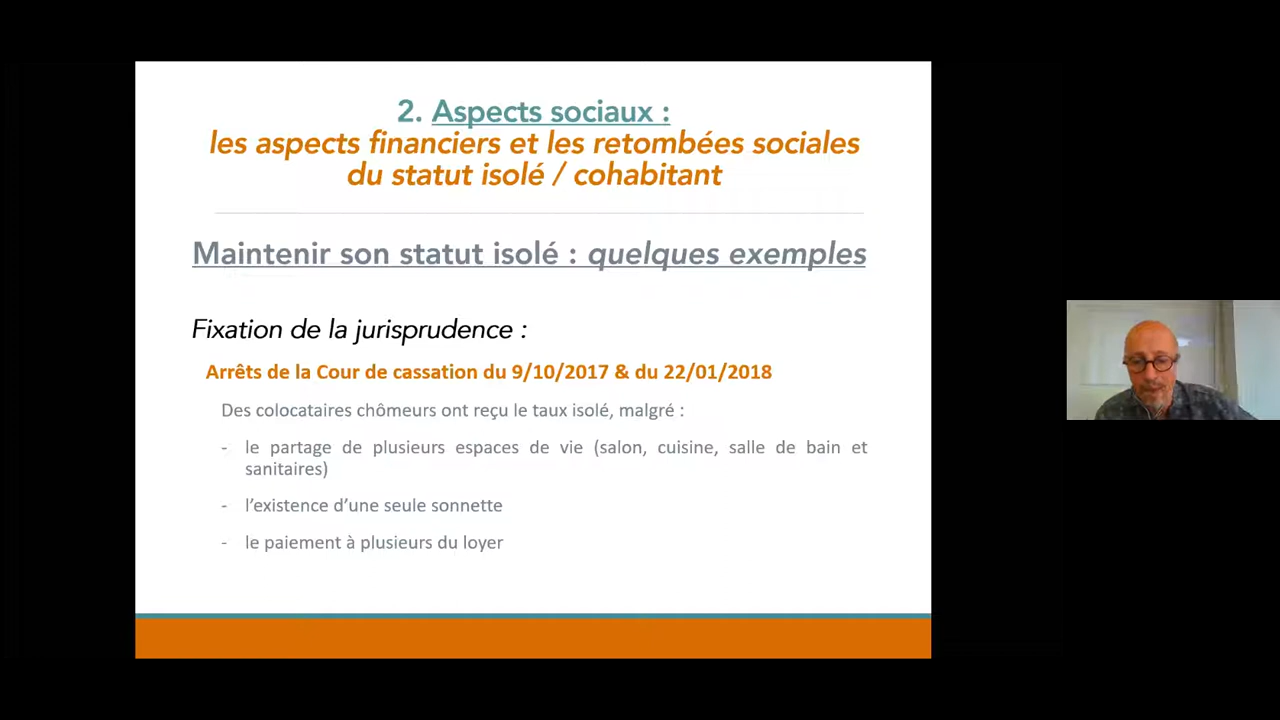 2. Aspects sociaux :
les aspects financiers et les retombées sociales
du statut isolé / cohabitant
Maintenir son statut isolé : quelques exemples
Fixation de la jurisprudence :
Arrêts de la Cour de cassation du 9/10/2017 & du 22/01/2018
Des colocataires chômeurs ont reçu le taux isolé, malgré :
- le partage de plusieurs espaces de vie (salon, cuisine, salle de bain et
sanitaires)
- l’existence d’une seule sonnette
- le paiement à plusieurs du loyer